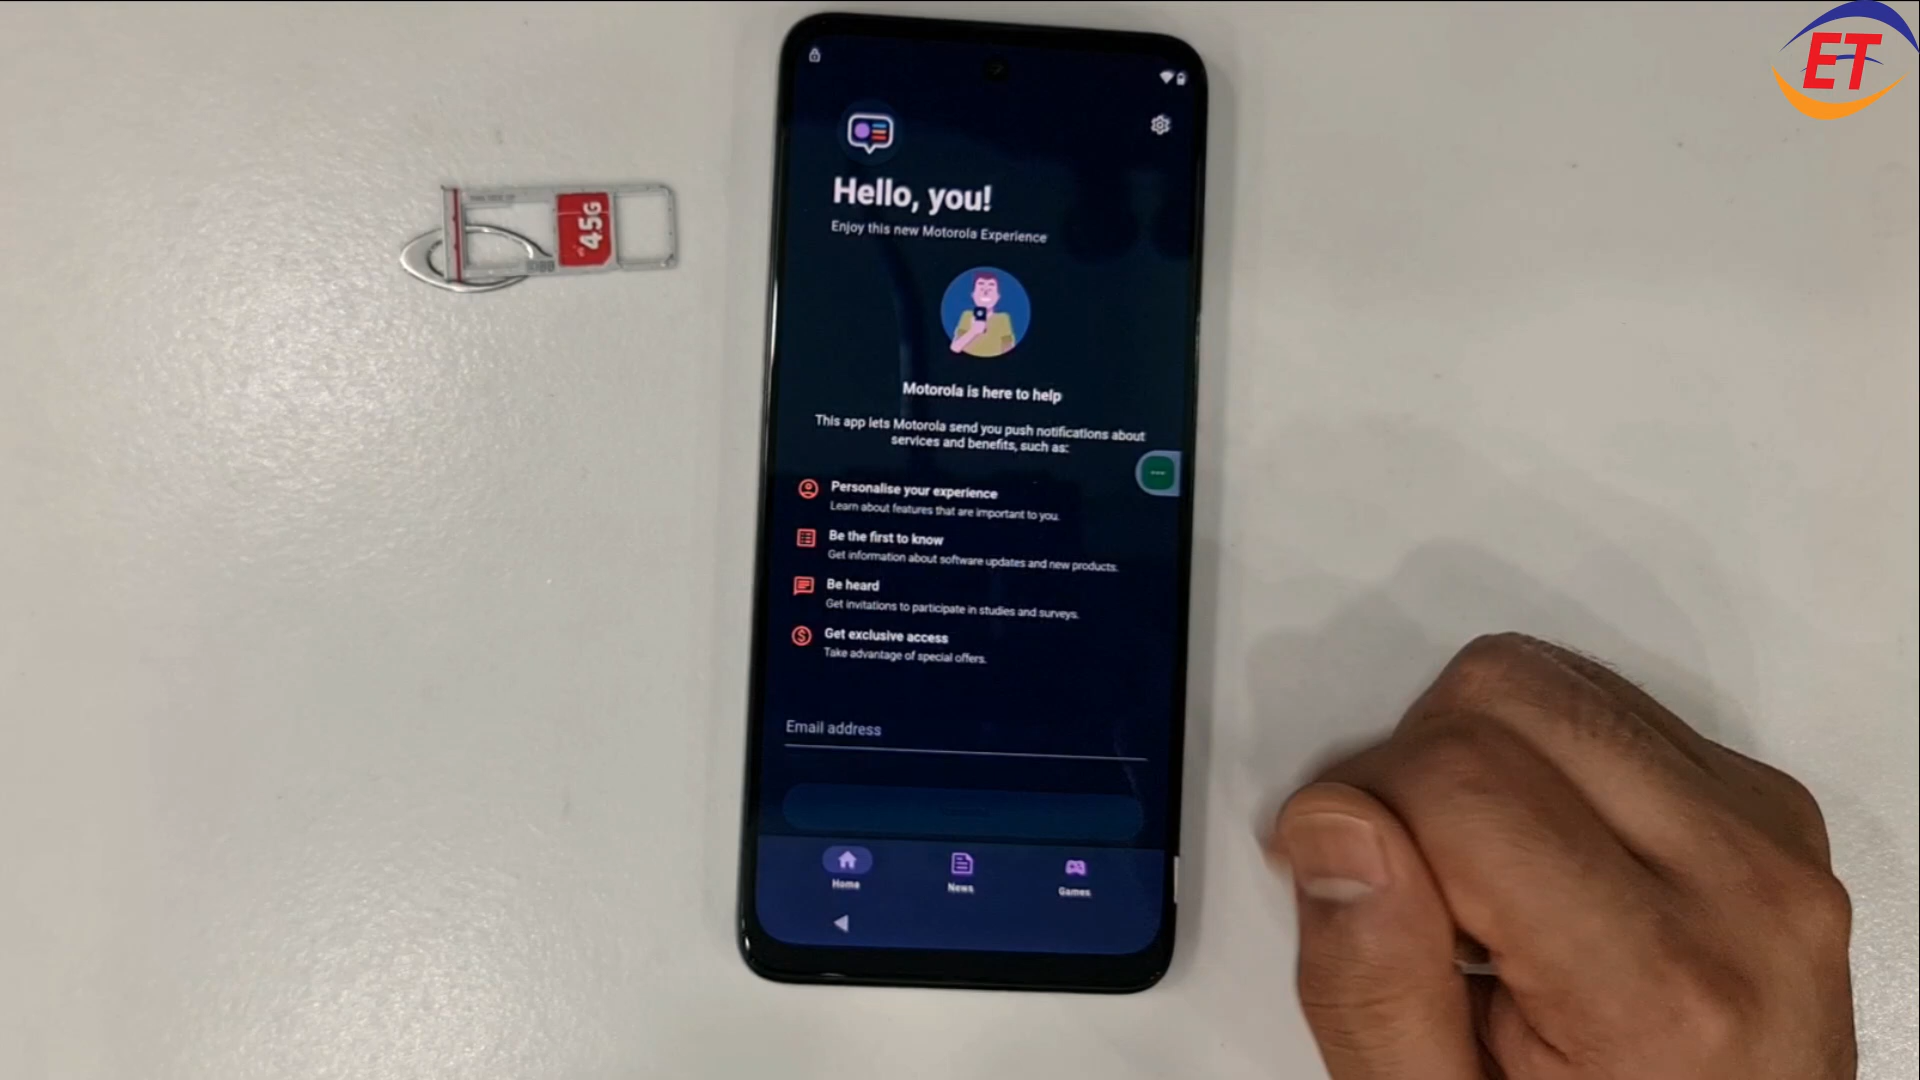 ET
4.5G
Hello, you!
Enjoy this new Motorola Experience
Motorola is here to help
This app lets Motorola send you push notifications about
services and benefits, such as:
Personalise your experience
Learn about features that are important to you.
Be the first to know
Get information about software updates and new products.
Be heard
Get invitations to participate in studies and surveys.
Get exclusive access
Take advantage of special offers.
Email address
Home
News
Games